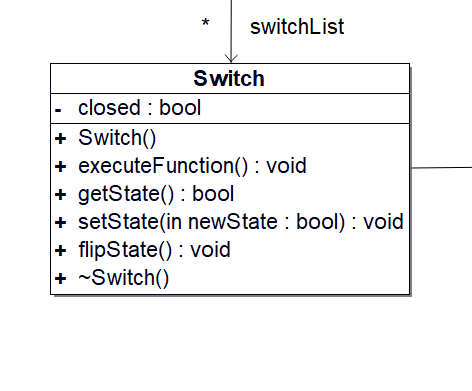 * switchList
Switch
- closed : bool
+ Switch()
+ executeFunction() : void
+ getState() : bool
+ setState(in newState : bool) : void
+ flipState() : void
+ ~Switch()